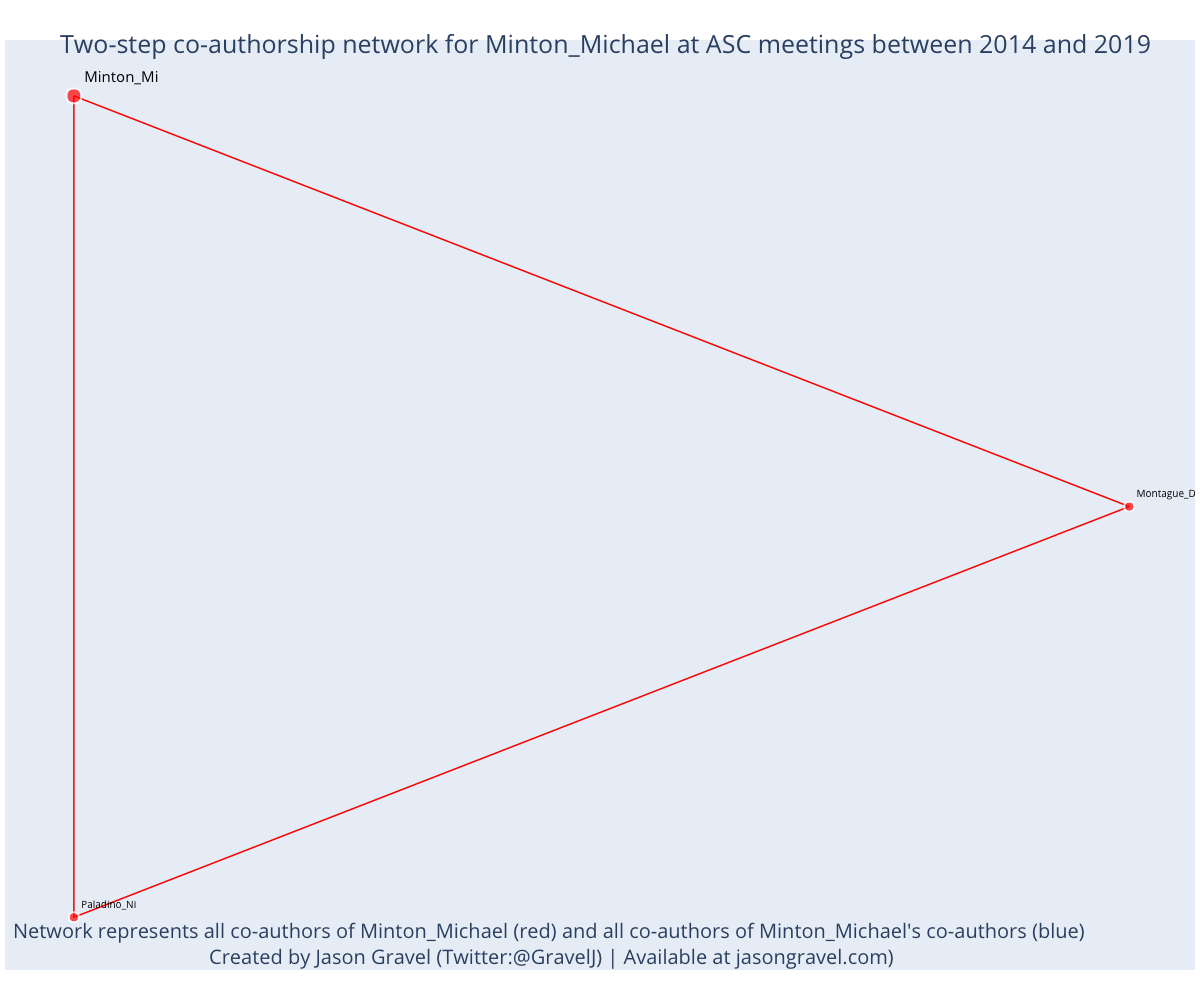 Two-step co-authorship network for Minton_Michael at ASC meetings between 2014 and 2019
Minton_Mi
Montague_D
Paladino_Ni
Network represents all co-authors of Minton_Michael (red) and all co-authors of Minton_Michael's co-authors (blue)
Created by Jason Gravel (Twitter:@GravelJ) | Available at jasongravel.com)